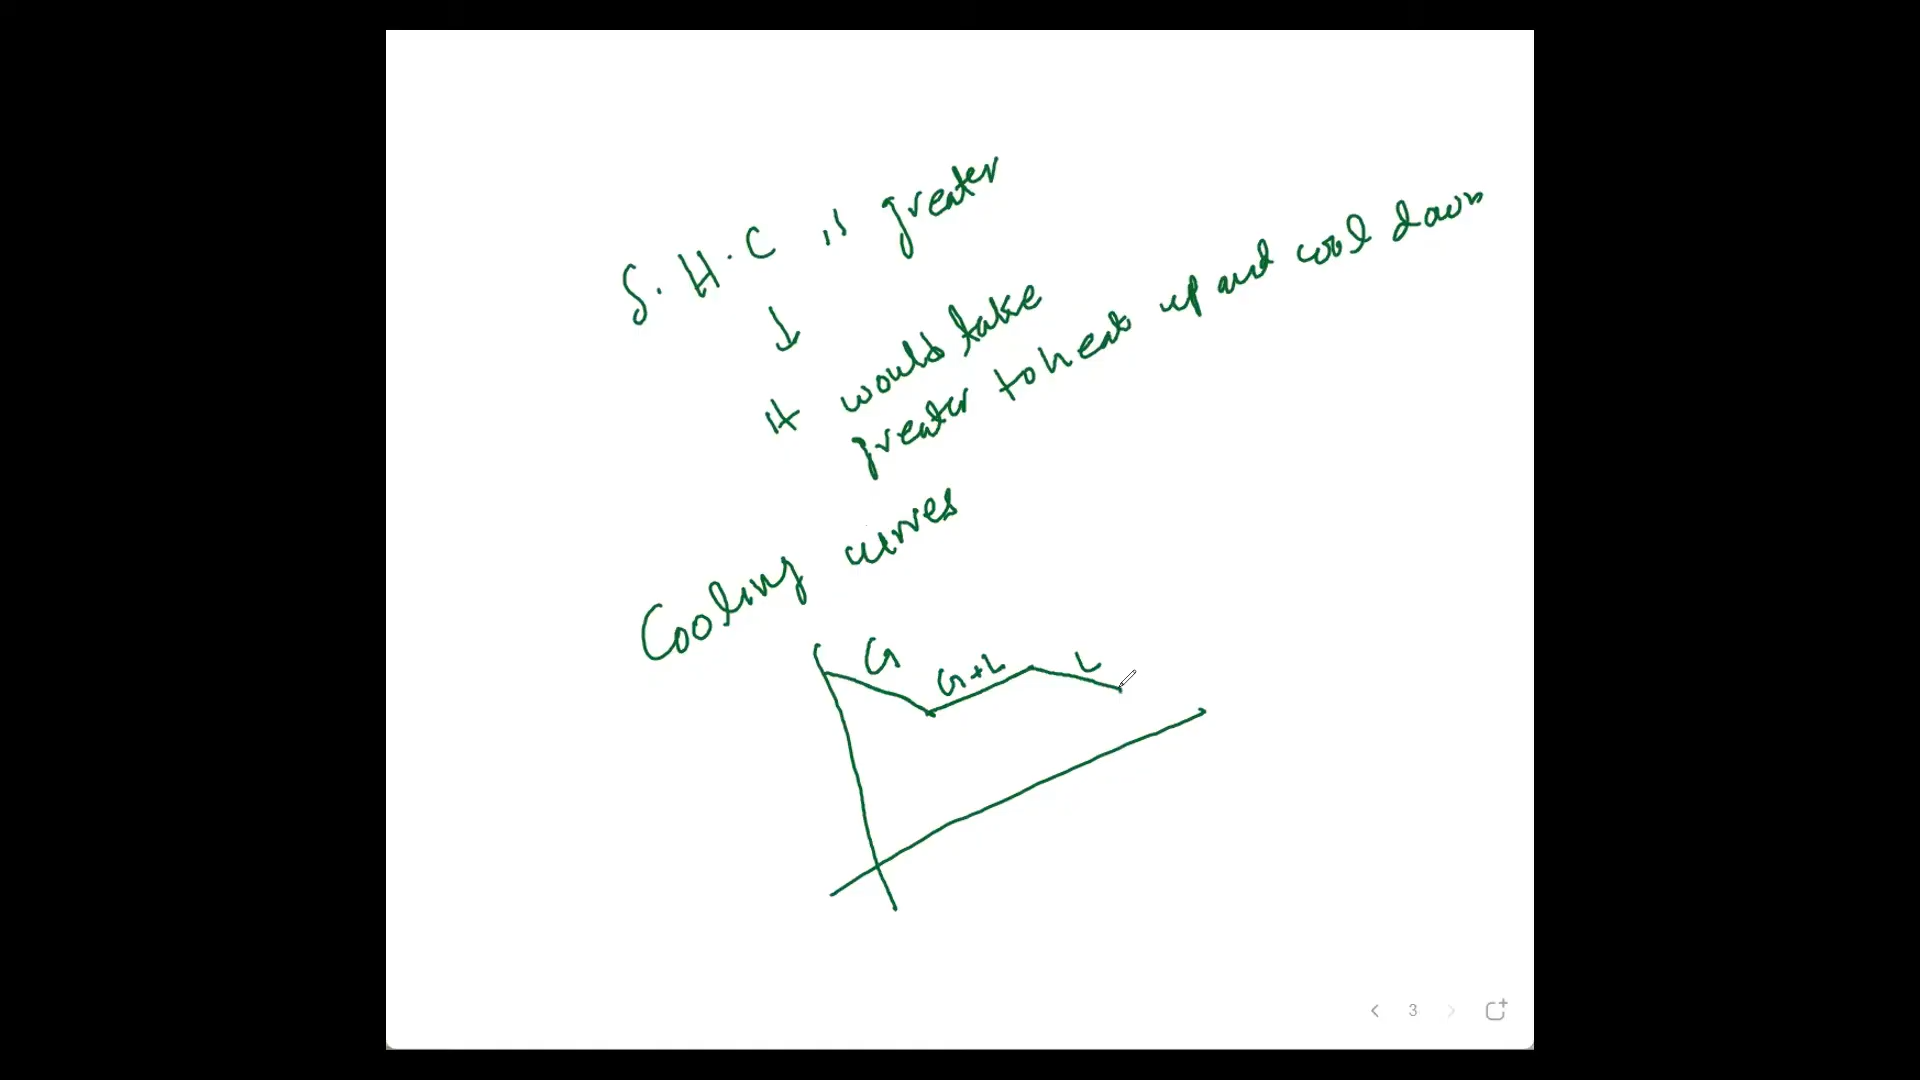 S.H.C is greater
↓
it would take
greater to heat up and cool down
Cooling curves
G
G+L
L
3